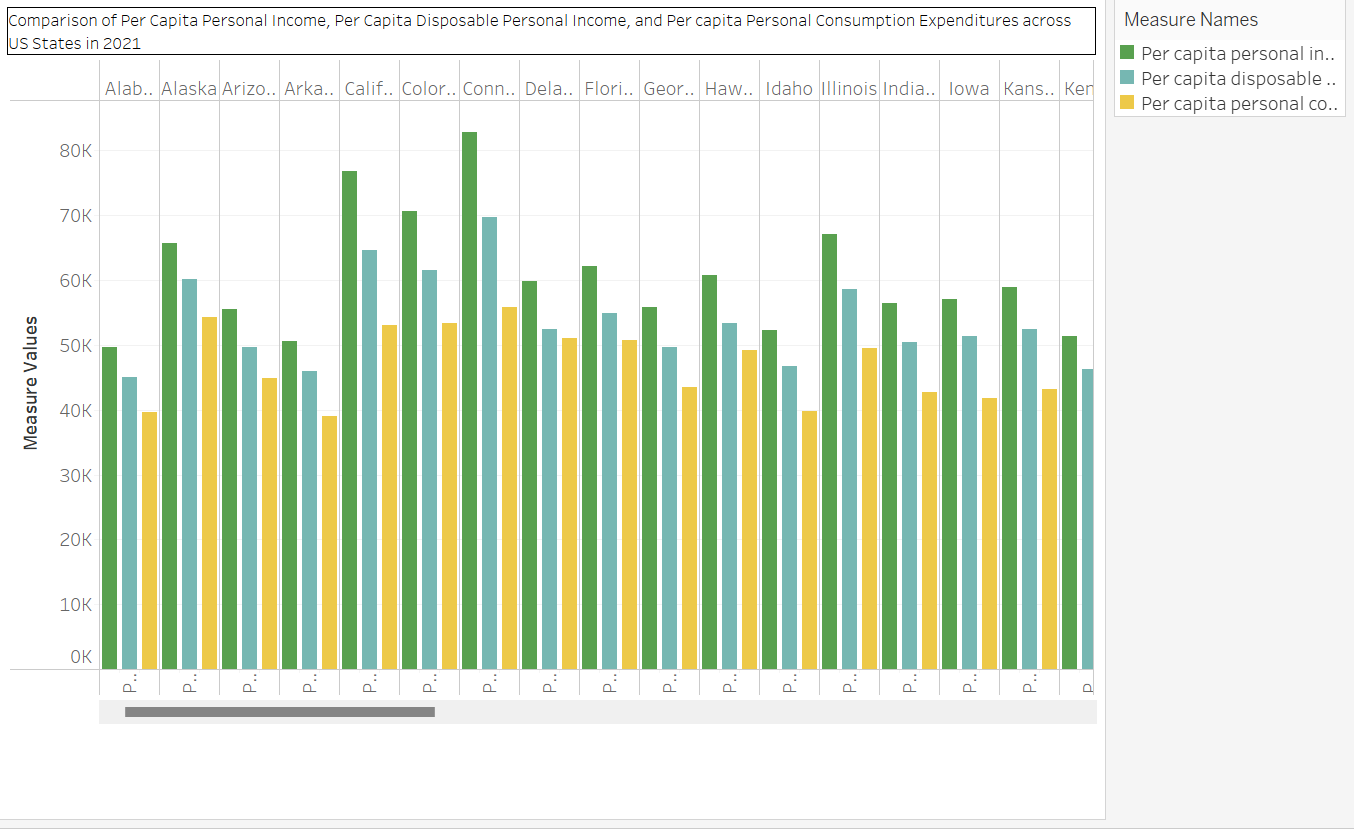 Comparison of Per Capita Personal Income, Per Capita Disposable Personal Income, and Per capita Personal Consumption Expenditures across
US States in 2021
Alab.. Alaska Arizo.. Arka.. Calif.. Color.. Conn.. Dela.. Flori.. Geor.. Haw.. Idaho Illinois India.. Iowa Kans.. Ken
80K
70K
60K
50K
40K
30K
20K
10K
0K
Measure Values
P.. P.. P.. P.. P.. P.. P.. P.. P.. P.. P.. P.. P.. P.. P.. P.. P
Measure Names
Per capita personal in..
Per capita disposable ..
Per capita personal co..